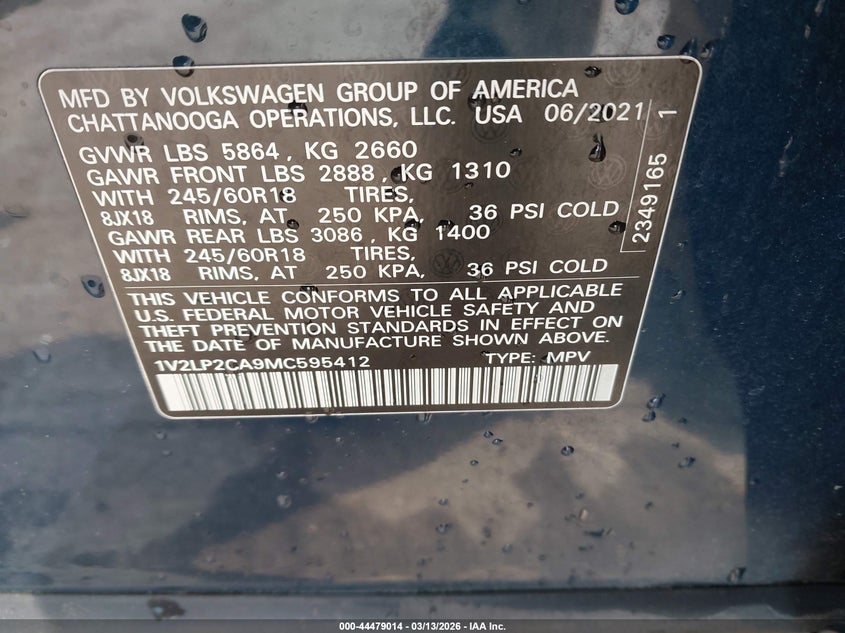 MFD BY VOLKSWAGEN GROUP OF AMERICA
CHATTANOOGA OPERATIONS, LLC. USA 06/2021
GVWR LBS 5864, KG 2660
GAWR FRONT LBS 2888, KG 1310
WITH 245/60R18 TIRES,
8JX18 RIMS, AT 250 KPA, 36 PSI COLD
GAWR REAR LBS 3086, KG 1400
WITH 245/60R18 TIRES,
8JX18 RIMS, AT 250 KPA, 36 PSI COLD
2349165 1
THIS VEHICLE CONFORMS TO ALL APPLICABLE
U.S. FEDERAL MOTOR VEHICLE SAFETY AND
THEFT PREVENTION STANDARDS IN EFFECT ON
THE DATE OF MANUFACTURE SHOWN ABOVE.
1V2LP2CA9MC595412 TYPE: MPV
000-44479014 - 03/13/2026 - IAA Inc.